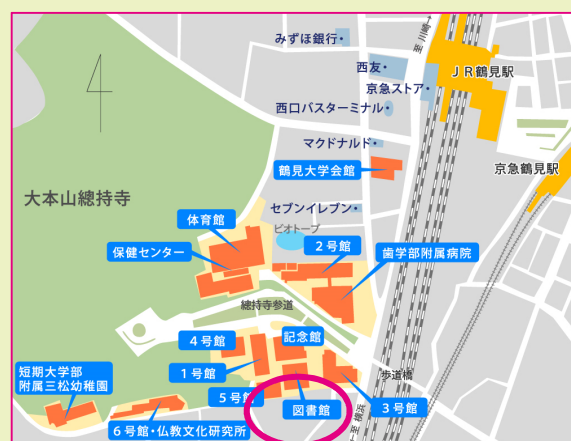 みずほ銀行
至 川崎
西友
JR鶴見駅
京急ストア
西口バスターミナル
マクドナルド
鶴見大学会館
京急鶴見駅
大本山總持寺
セブンイレブン
体育館
ビオトープ
保健センター
2号館
歯学部附属病院
總持寺参道
4号館
記念館
1号館
歩道橋
短期大学部
附属三松幼稚園
5号館
図書館
3号館
至 横浜
6号館・仏教文化研究所